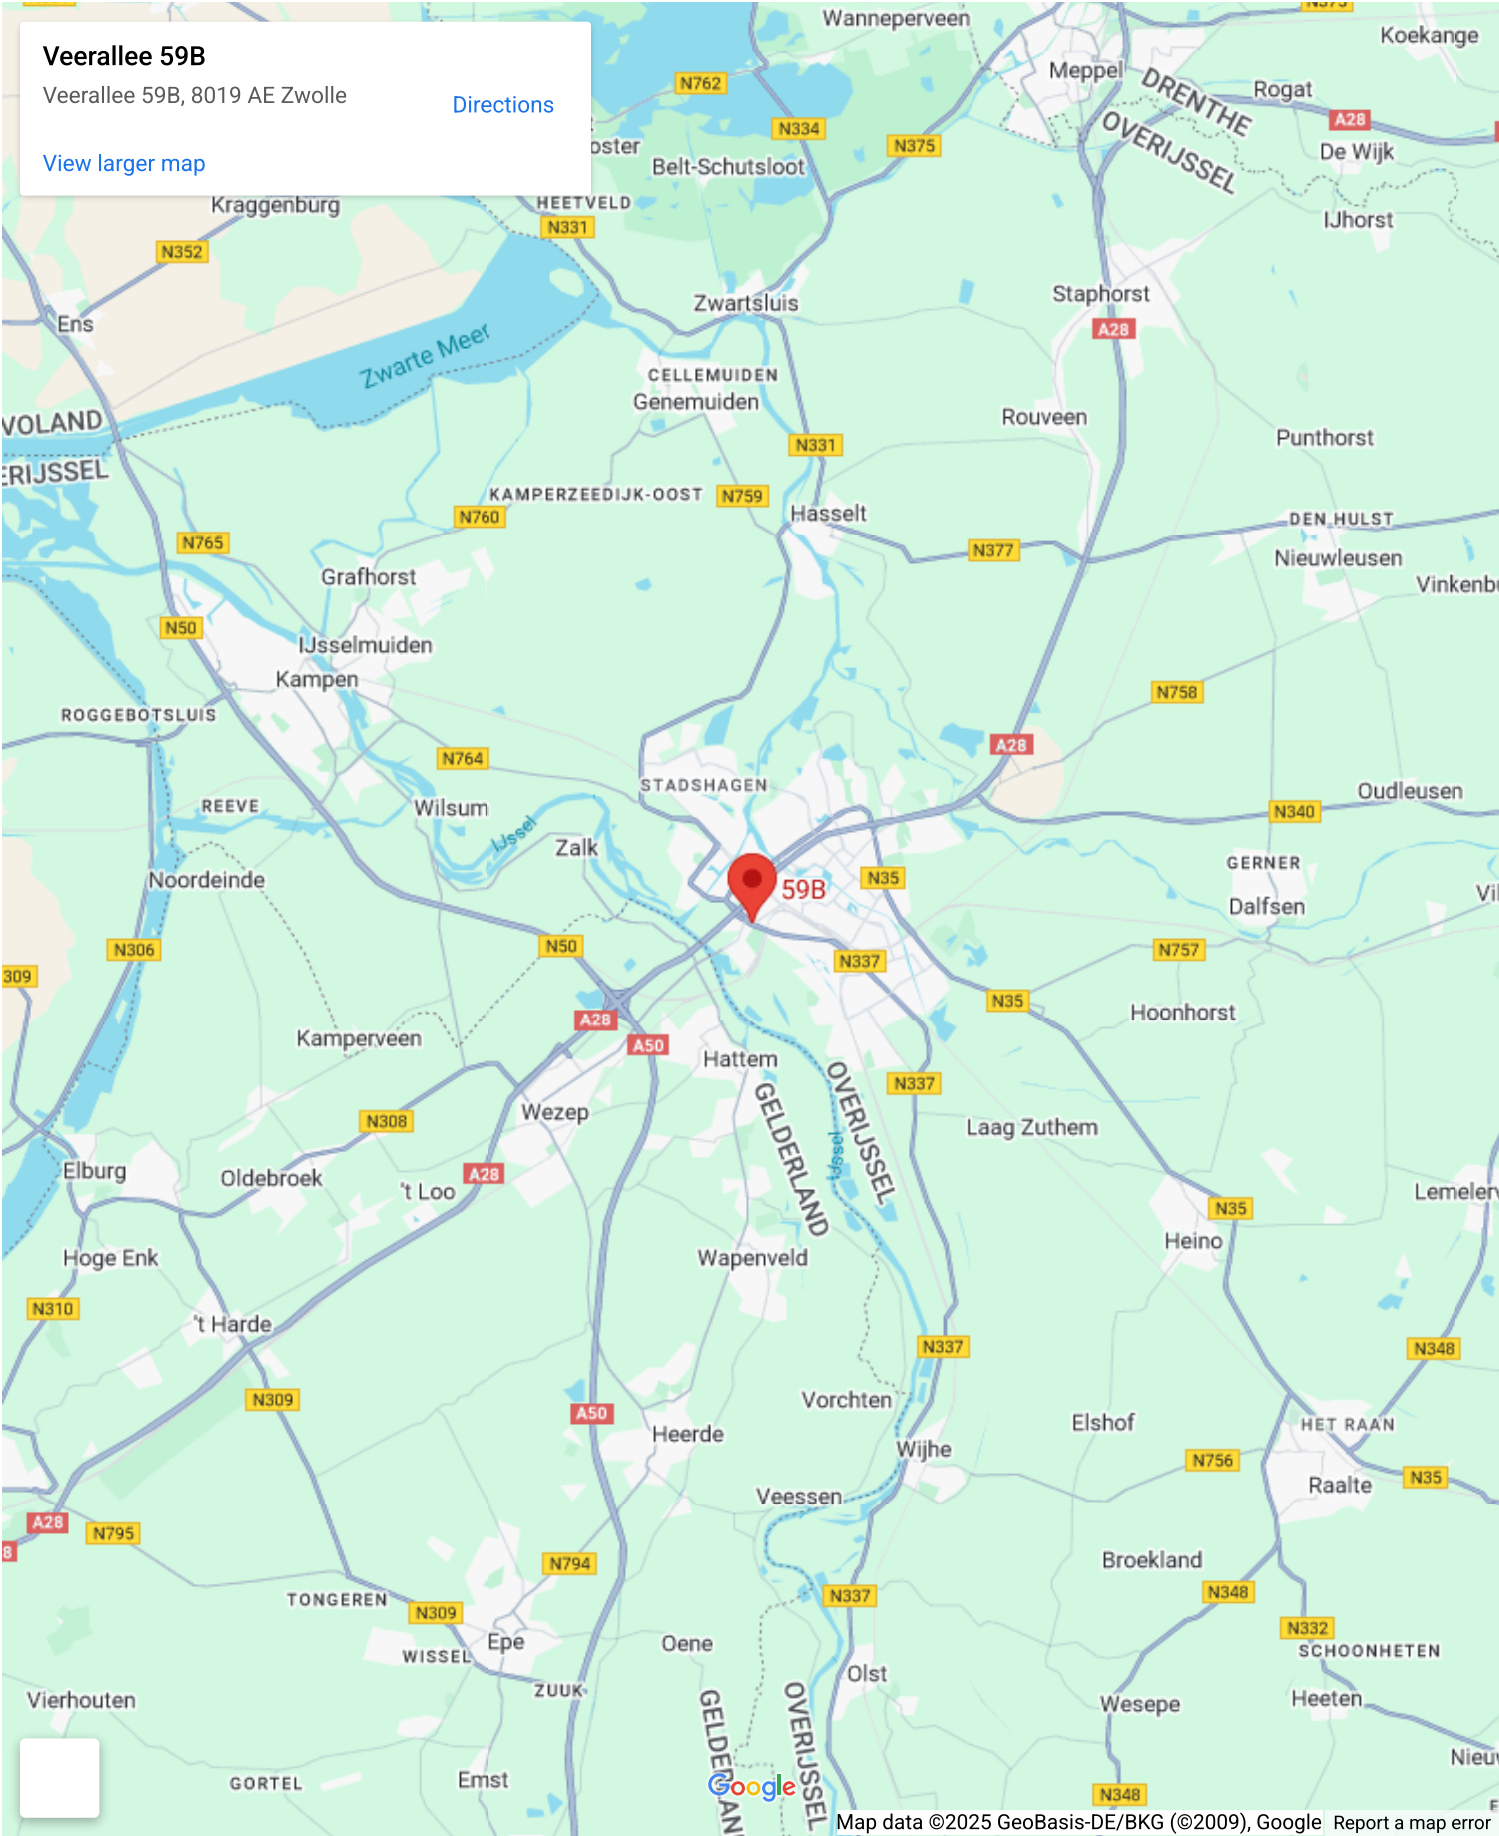 Veerallee 59B
Veerallee 59B, 8019 AE Zwolle
Directions
View larger map
Wanneperveen
Koekange
Meppel
DRENTHE
OVERIJSSEL
Rogat
N762
N334
N375
A28
De Wijk
Belt-Schutsloot
HEETVELD
N331
Kraggenburg
N352
IJhorst
Ens
Zwartsluis
Staphorst
A28
Zwarte Meer
CELLEMUIDEN
Genemuiden
Rouveen
N331
Punthorst
KAMPERZEEDIJK-OOST
N759
N760
Hasselt
DEN HULST
N765
N377
Nieuwleusen
Grafhorst
N50
IJsselmuiden
Kampen
N758
ROGGEBOTSLUIS
A28
N764
STADSHAGEN
REEVE
Wilsum
Oudleusen
N340
IJssel
Zalk
GERNER
Noordeinde
59B
N35
Dalfsen
N306
N50
N337
N757
309
N35
A28
Hoonhorst
Kamperveen
A50
Hattem
OVERIJSSEL
GELDERLAND
N337
Wezep
N308
Laag Zuthem
IJssel
Elburg
Oldebroek
A28
't Loo
N35
Heino
Hoge Enk
Wapenveld
N310
't Harde
N337
N348
N309
Vorchten
A50
Heerde
Elshof
HET RAAN
Wijhe
N756
N35
Raalte
Veessen
A28
N795
N794
Broekland
N337
N348
TONGEREN
N309
N332
Epe
Oene
SCHOONHETEN
WISSEL
Olst
ZUUK
Vierhouten
Wesepe
Heeten
OVERIJSSEL
GORTEL
Emst
Google
N348
Map data ©2025 GeoBasis-DE/BKG (©2009), Google
Report a map error